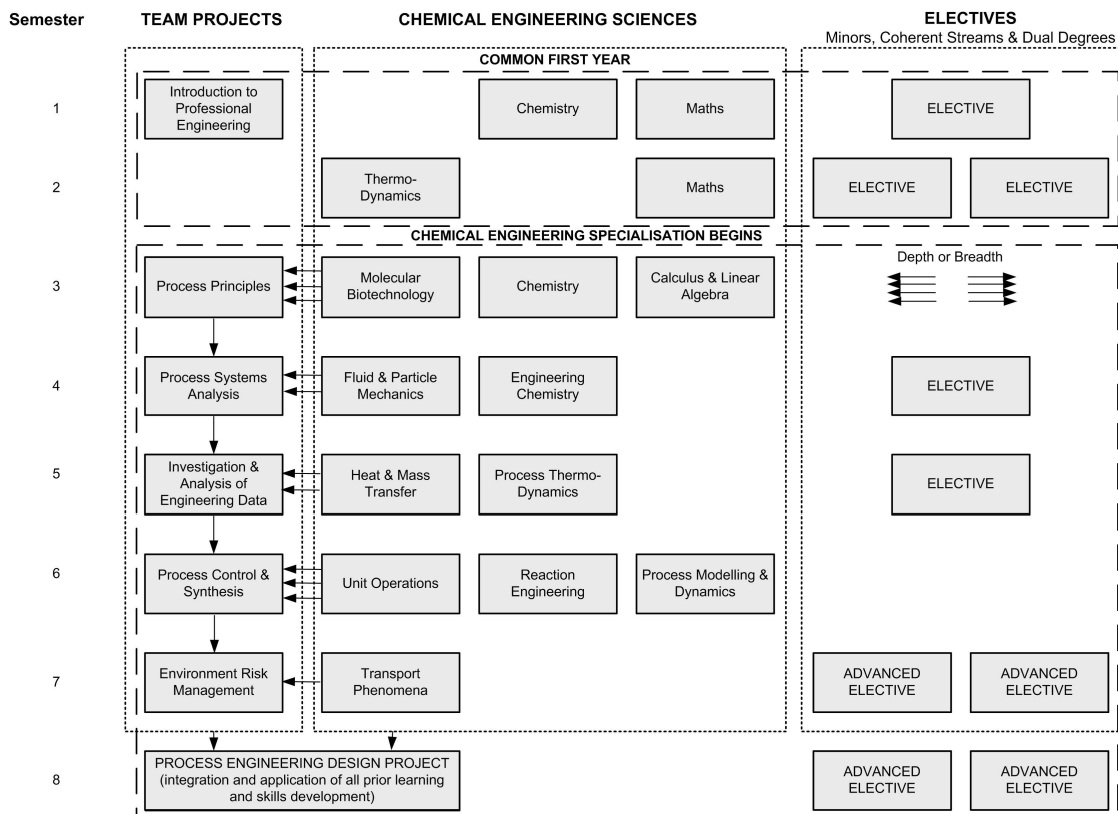 Semester
TEAM PROJECTS
CHEMICAL ENGINEERING SCIENCES
ELECTIVES
Minors, Coherent Streams & Dual Degrees
COMMON FIRST YEAR
1
Introduction to
Professional
Engineering
Chemistry
Maths
ELECTIVE
2
Thermo-
Dynamics
Maths
ELECTIVE
ELECTIVE
CHEMICAL ENGINEERING SPECIALISATION BEGINS
3
Process Principles
Molecular
Biotechnology
Chemistry
Calculus & Linear
Algebra
Depth or Breadth
4
Process Systems
Analysis
Fluid & Particle
Mechanics
Engineering
Chemistry
ELECTIVE
5
Investigation &
Analysis of
Engineering Data
Heat & Mass
Transfer
Process Thermo-
Dynamics
ELECTIVE
6
Process Control &
Synthesis
Unit Operations
Reaction
Engineering
Process Modelling &
Dynamics
7
Environment Risk
Management
Transport
Phenomena
ADVANCED
ELECTIVE
ADVANCED
ELECTIVE
8
PROCESS ENGINEERING DESIGN PROJECT
(integration and application of all prior learning
and skills development)
ADVANCED
ELECTIVE
ADVANCED
ELECTIVE